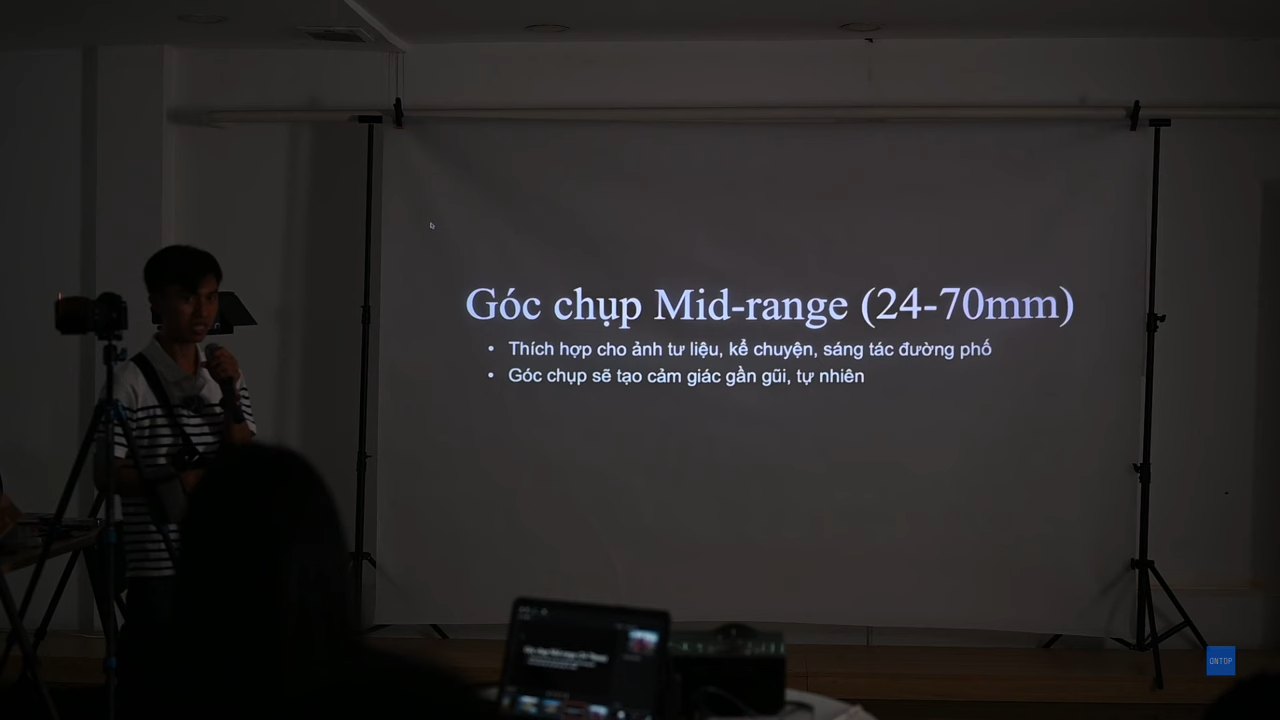 Góc chụp Mid-range (24-70mm)
• Thích hợp cho ảnh tư liệu, kể chuyện, sáng tác đường phố
• Góc chụp sẽ tạo cảm giác gần gũi, tự nhiên
ONTOP